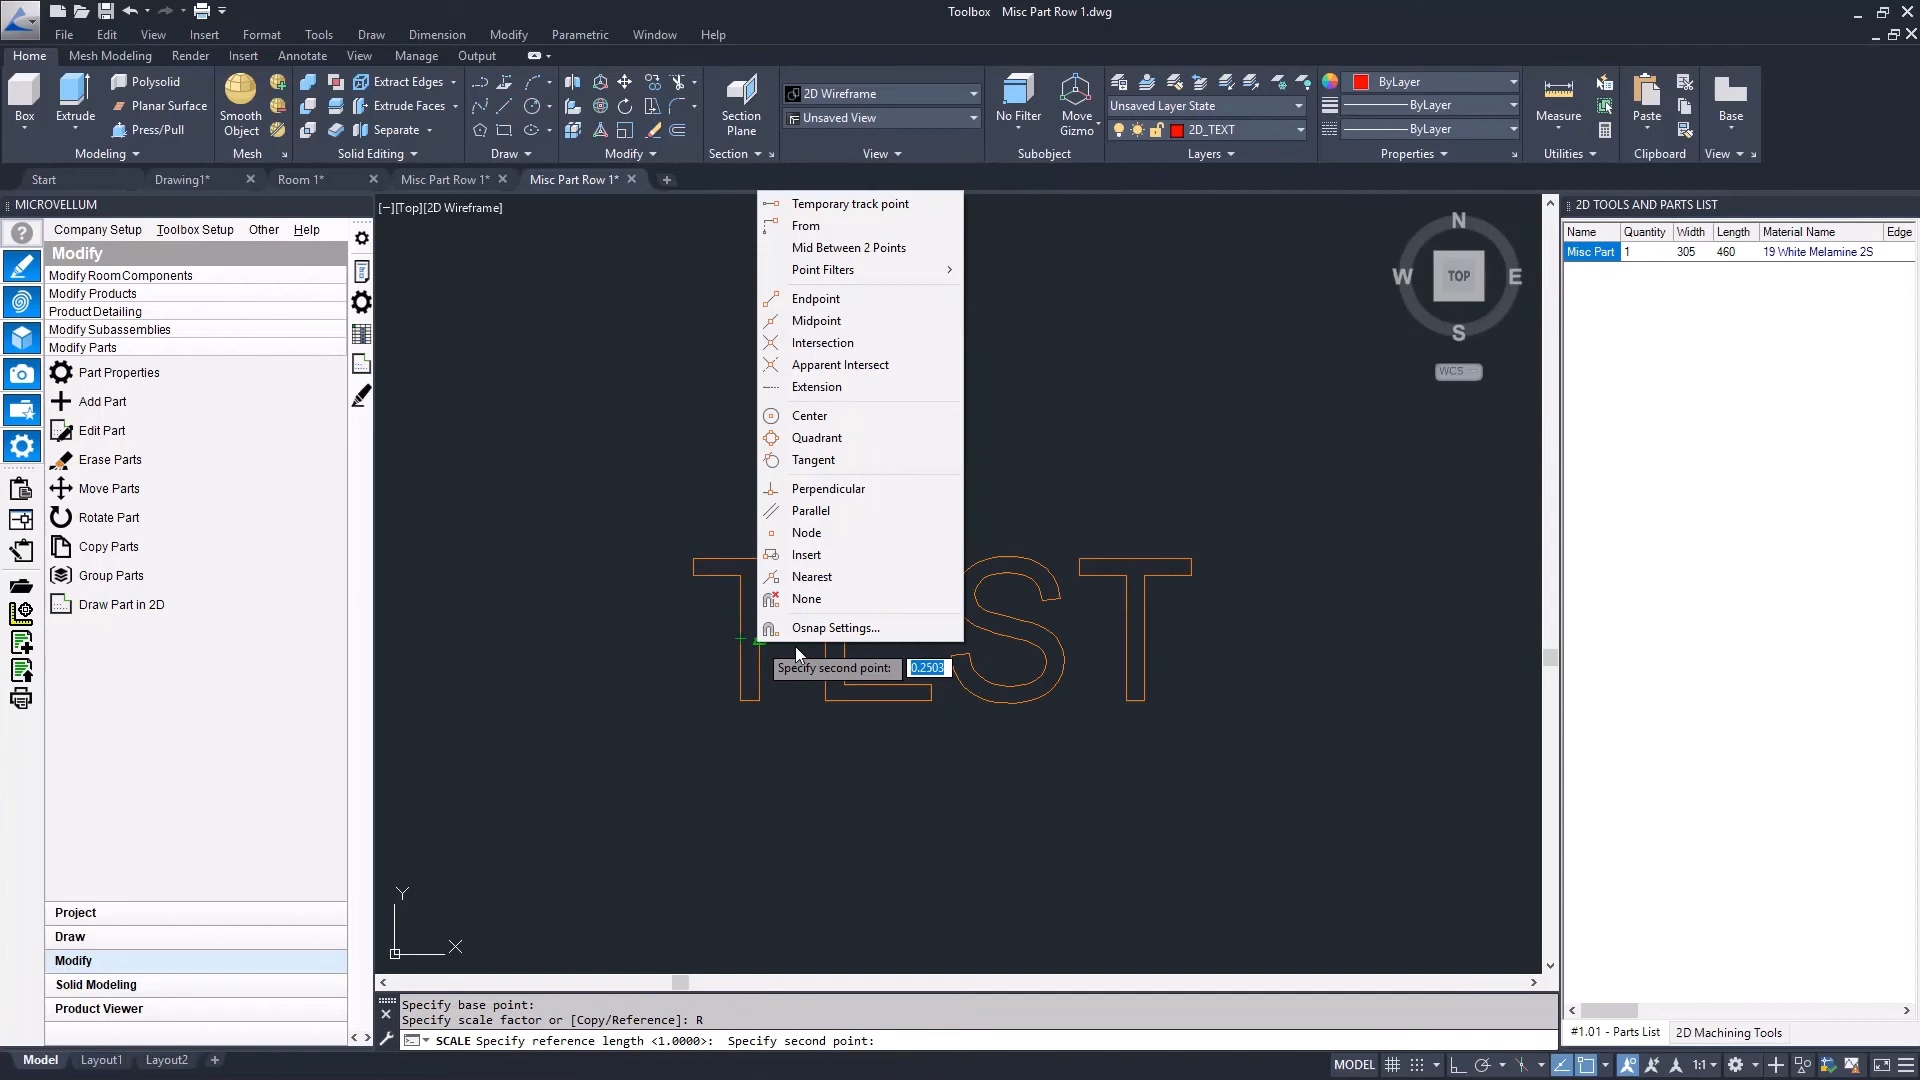 Toolbox Misc Part Row 1.dwg
File Edit View Insert Format Tools Draw Dimension Modify Parametric Window Help
Home Mesh Modeling Render Insert Annotate View Manage Output
Box
Extrude
Polysolid
Planar Surface
Press/Pull
Modeling
Smooth
Object
Mesh
Extract Edges
Extrude Faces
Separate
Solid Editing
Draw
Modify
Section
Plane
Section
2D Wireframe
Unsaved View
View
No Filter
Move
Gizmo
Subobject
Unsaved Layer State
2D_TEXT
Layers
ByLayer
ByLayer
ByLayer
Properties
Measure
Utilities
Paste
Clipboard
Base
View
Start Drawing1* Room 1* Misc Part Row 1* Misc Part Row 1*
MICROVELLUM
Company Setup Toolbox Setup Other Help
Modify
Modify Room Components
Modify Products
Product Detailing
Modify Subassemblies
Modify Parts
Part Properties
Add Part
Edit Part
Erase Parts
Move Parts
Rotate Part
Copy Parts
Group Parts
Draw Part in 2D
Project
Draw
Modify
Solid Modeling
Product Viewer
[−][Top][2D Wireframe]
Temporary track point
From
Mid Between 2 Points
Point Filters
Endpoint
Midpoint
Intersection
Apparent Intersect
Extension
Center
Quadrant
Tangent
Perpendicular
Parallel
Node
Insert
Nearest
None
Osnap Settings...
TEST
Specify second point: 0.2503
N
W TOP E
S
WCS
Y
X
2D TOOLS AND PARTS LIST
Name Quantity Width Length Material Name Edge
Misc Part 1 305 460 19 White Melamine 2S
#1.01 - Parts List 2D Machining Tools
Specify base point:
Specify scale factor or [Copy/Reference]: R
SCALE Specify reference length <1.0000>: Specify second point:
Model Layout1 Layout2
MODEL 1:1